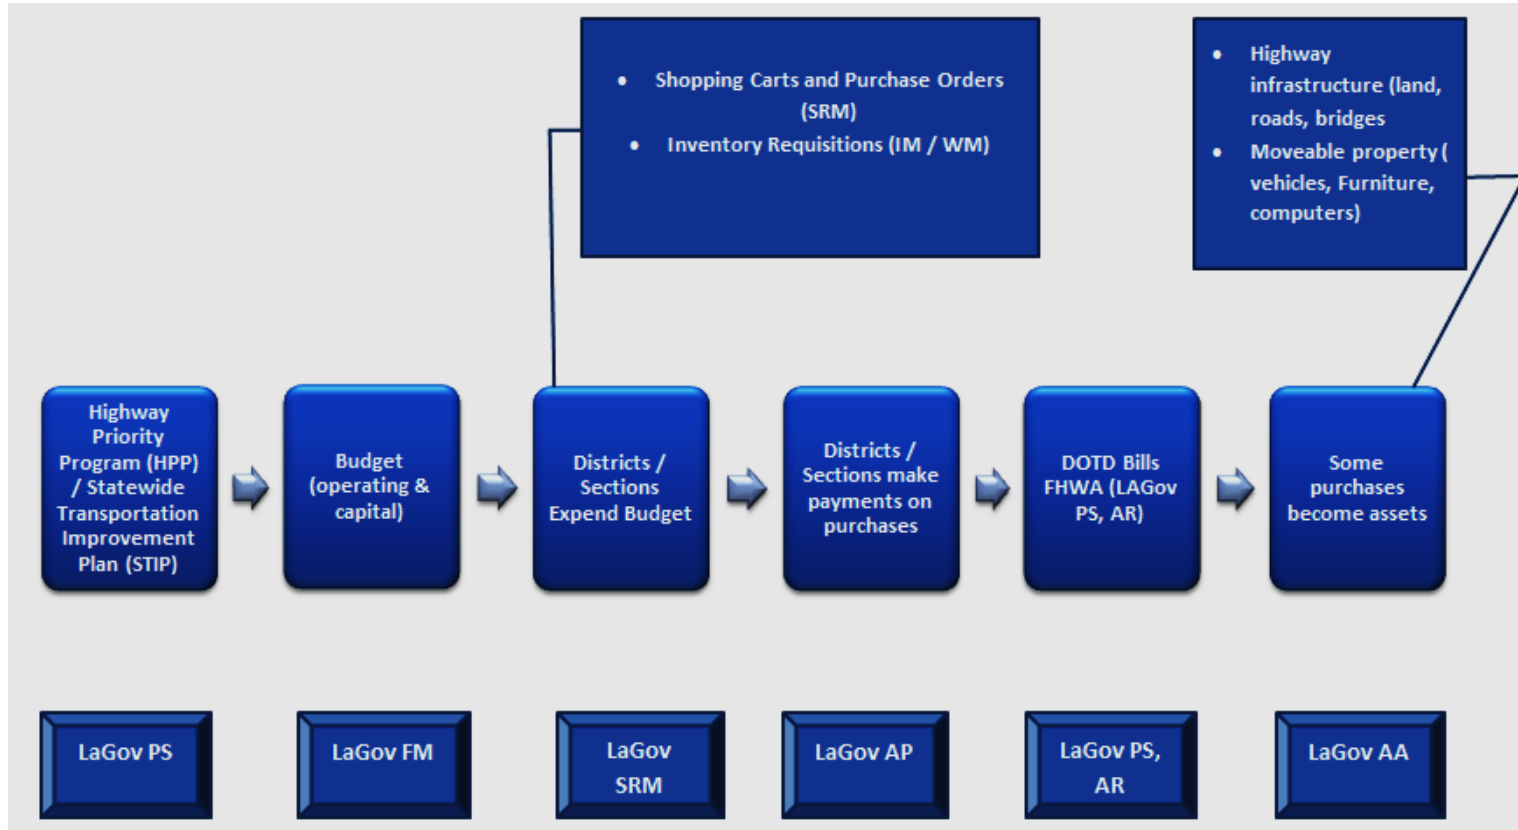 • Shopping Carts and Purchase Orders
(SRM)
• Inventory Requisitions (IM / WM)
• Highway
infrastructure (land,
roads, bridges
• Moveable property (
vehicles, Furniture,
computers)
Highway
Priority
Program (HPP)
/ Statewide
Transportation
Improvement
Plan (STIP)
Budget
(operating &
capital)
Districts /
Sections
Expend Budget
Districts /
Sections make
payments on
purchases
DOTD Bills
FHWA (LAGov
PS, AR)
Some
purchases
become assets
LaGov PS
LaGov FM
LaGov
SRM
LaGov AP
LaGov PS,
AR
LaGov AA